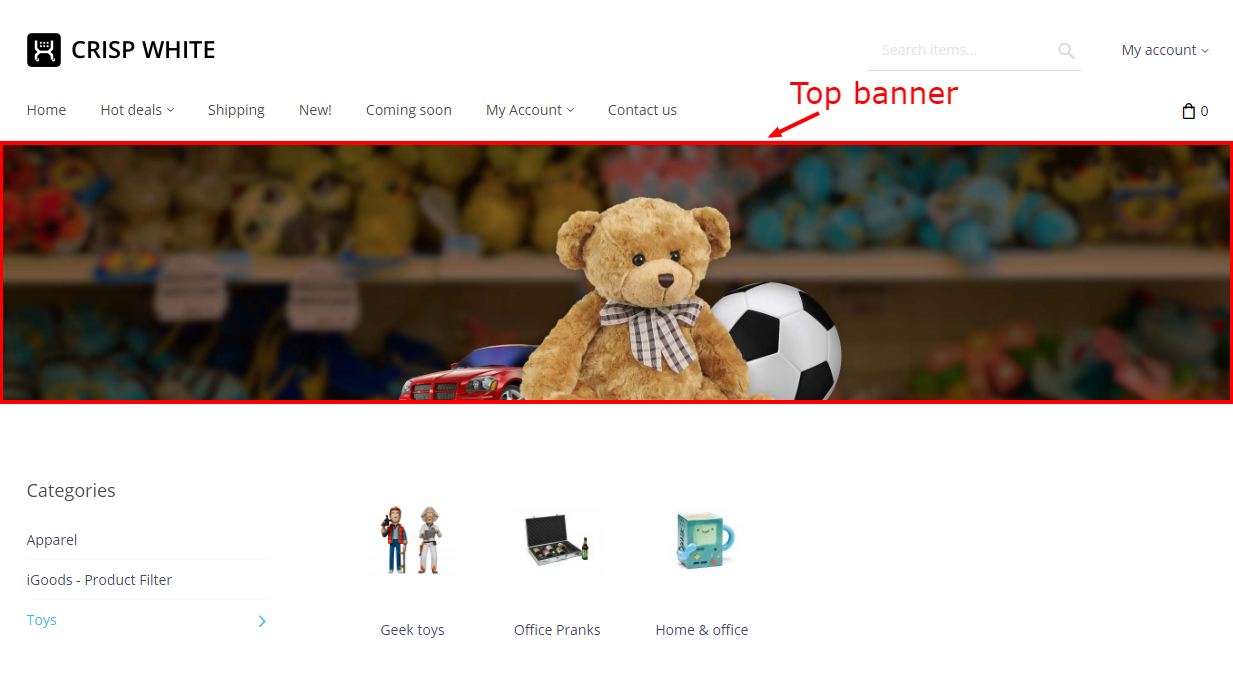 CRISP WHITE
Search items...
My account
Top banner
Home
Hot deals
Shipping
New!
Coming soon
My Account
Contact us
0
Categories
Apparel
iGoods - Product Filter
Toys
Geek toys
Office Pranks
Home & office